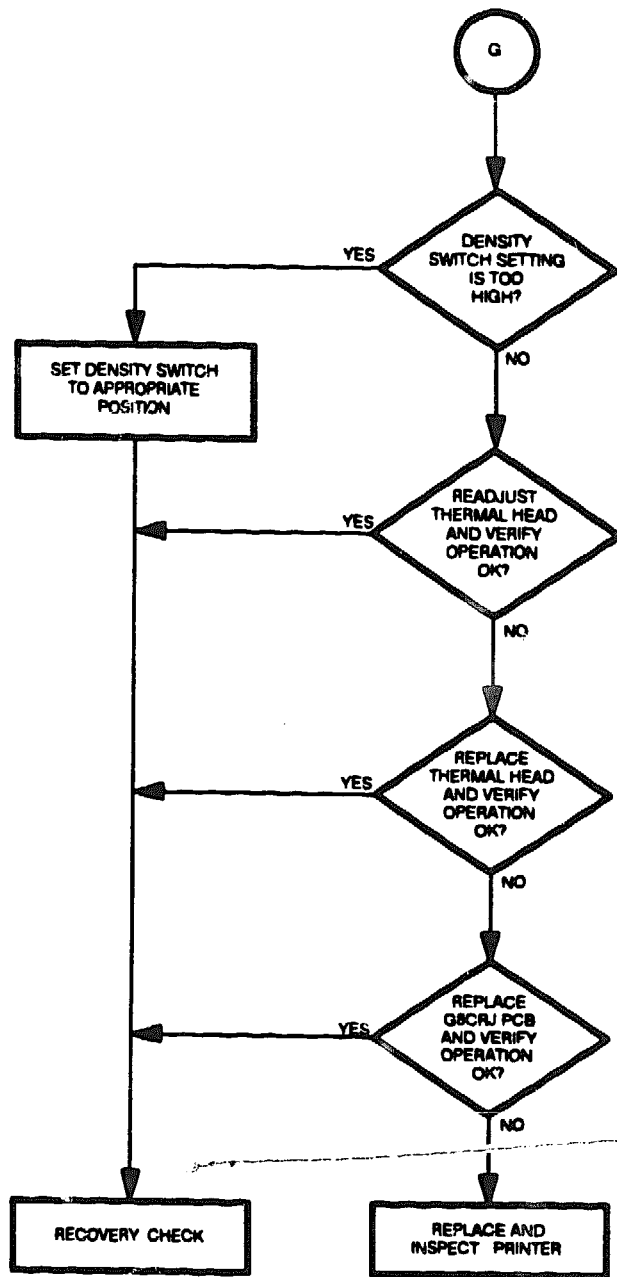 G
DENSITY
SWITCH SETTING
IS TOO
HIGH?
YES
NO
SET DENSITY SWITCH
TO APPROPRIATE
POSITION
READJUST
THERMAL HEAD
AND VERIFY
OPERATION
OK?
YES
NO
REPLACE
THERMAL HEAD
AND VERIFY
OPERATION
OK?
YES
NO
REPLACE
G8CRJ PCB
AND VERIFY
OPERATION
OK?
YES
NO
RECOVERY CHECK
REPLACE AND
INSPECT PRINTER